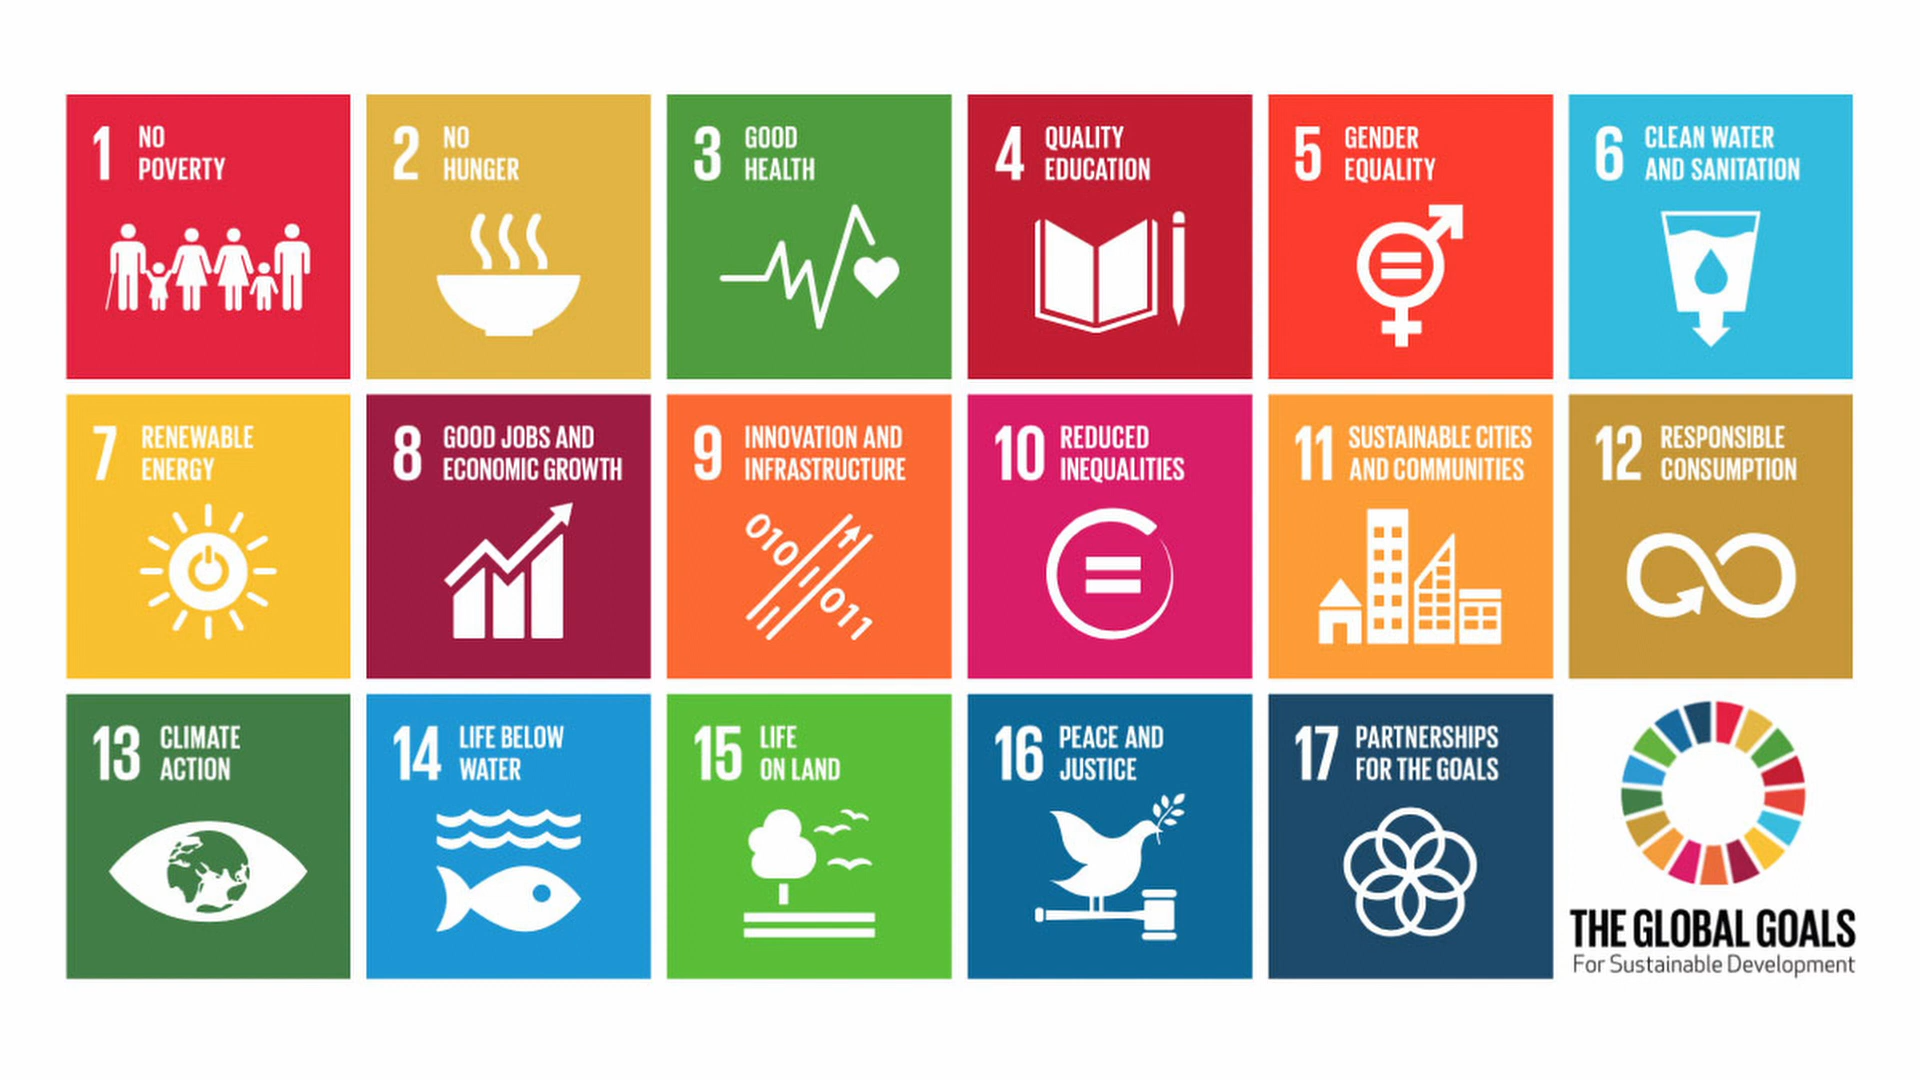 1 NO
POVERTY
2 NO
HUNGER
3 GOOD
HEALTH
4 QUALITY
EDUCATION
5 GENDER
EQUALITY
6 CLEAN WATER
AND SANITATION
7 RENEWABLE
ENERGY
8 GOOD JOBS AND
ECONOMIC GROWTH
9 INNOVATION AND
INFRASTRUCTURE
010
011
10 REDUCED
INEQUALITIES
11 SUSTAINABLE CITIES
AND COMMUNITIES
12 RESPONSIBLE
CONSUMPTION
13 CLIMATE
ACTION
14 LIFE BELOW
WATER
15 LIFE
ON LAND
16 PEACE AND
JUSTICE
17 PARTNERSHIPS
FOR THE GOALS
THE GLOBAL GOALS
For Sustainable Development